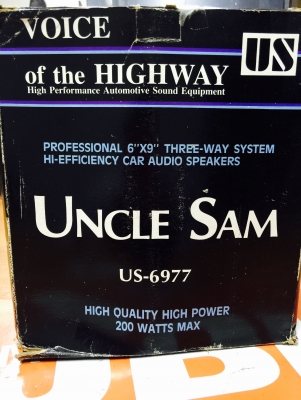 VOICE
US
of the HIGHWAY
High Performance Automotive Sound Equipment
PROFESSIONAL 6"X9" THREE-WAY SYSTEM
HI-EFFICIENCY CAR AUDIO SPEAKERS
UNCLE SAM
US-6977
HIGH QUALITY HIGH POWER
200 WATTS MAX